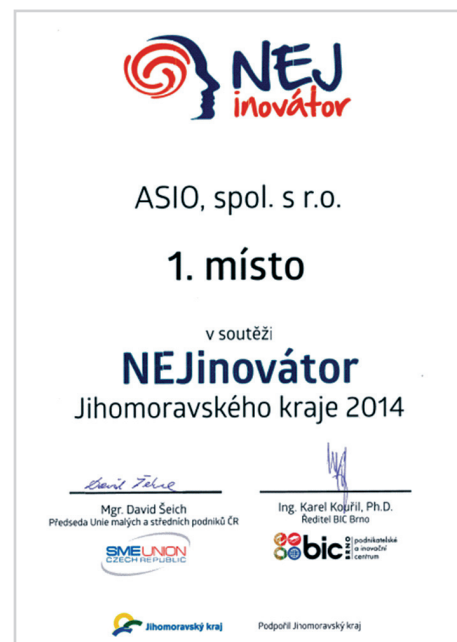 NEJ
inovátor
ASIO, spol. s r.o.
1. místo
v soutěži
NEJinovátor
Jihomoravského kraje 2014
Mgr. David Šeich
Předseda Unie malých a středních podniků ČR
Ing. Karel Kouřil, Ph.D.
Ředitel BIC Brno
SMEUNION
CZECH REPUBLIC
bic BRNO podnikatelské
a inovační
centrum
Jihomoravský kraj
Podpořil Jihomoravský kraj